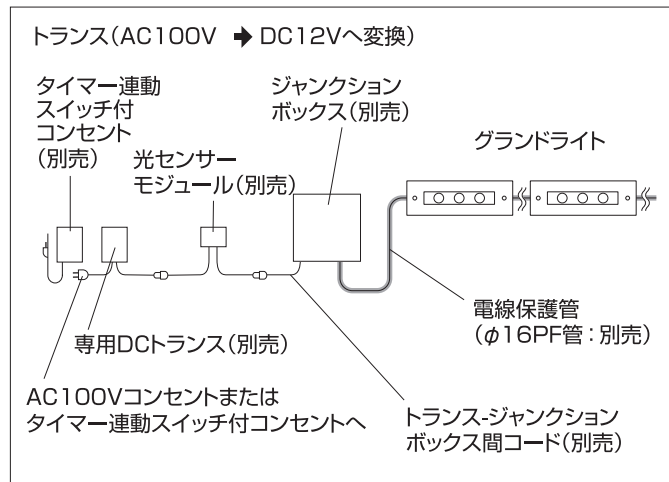 トランス(AC100V ➔ DC12Vへ変換)
タイマー連動
スイッチ付
コンセント
(別売)
光センサー
モジュール(別売)
ジャンクション
ボックス(別売)
グランドライト
専用DCトランス(別売)
AC100Vコンセントまたは
タイマー連動スイッチ付コンセントへ
電線保護管
(φ16PF管:別売)
トランス-ジャンクション
ボックス間コード(別売)